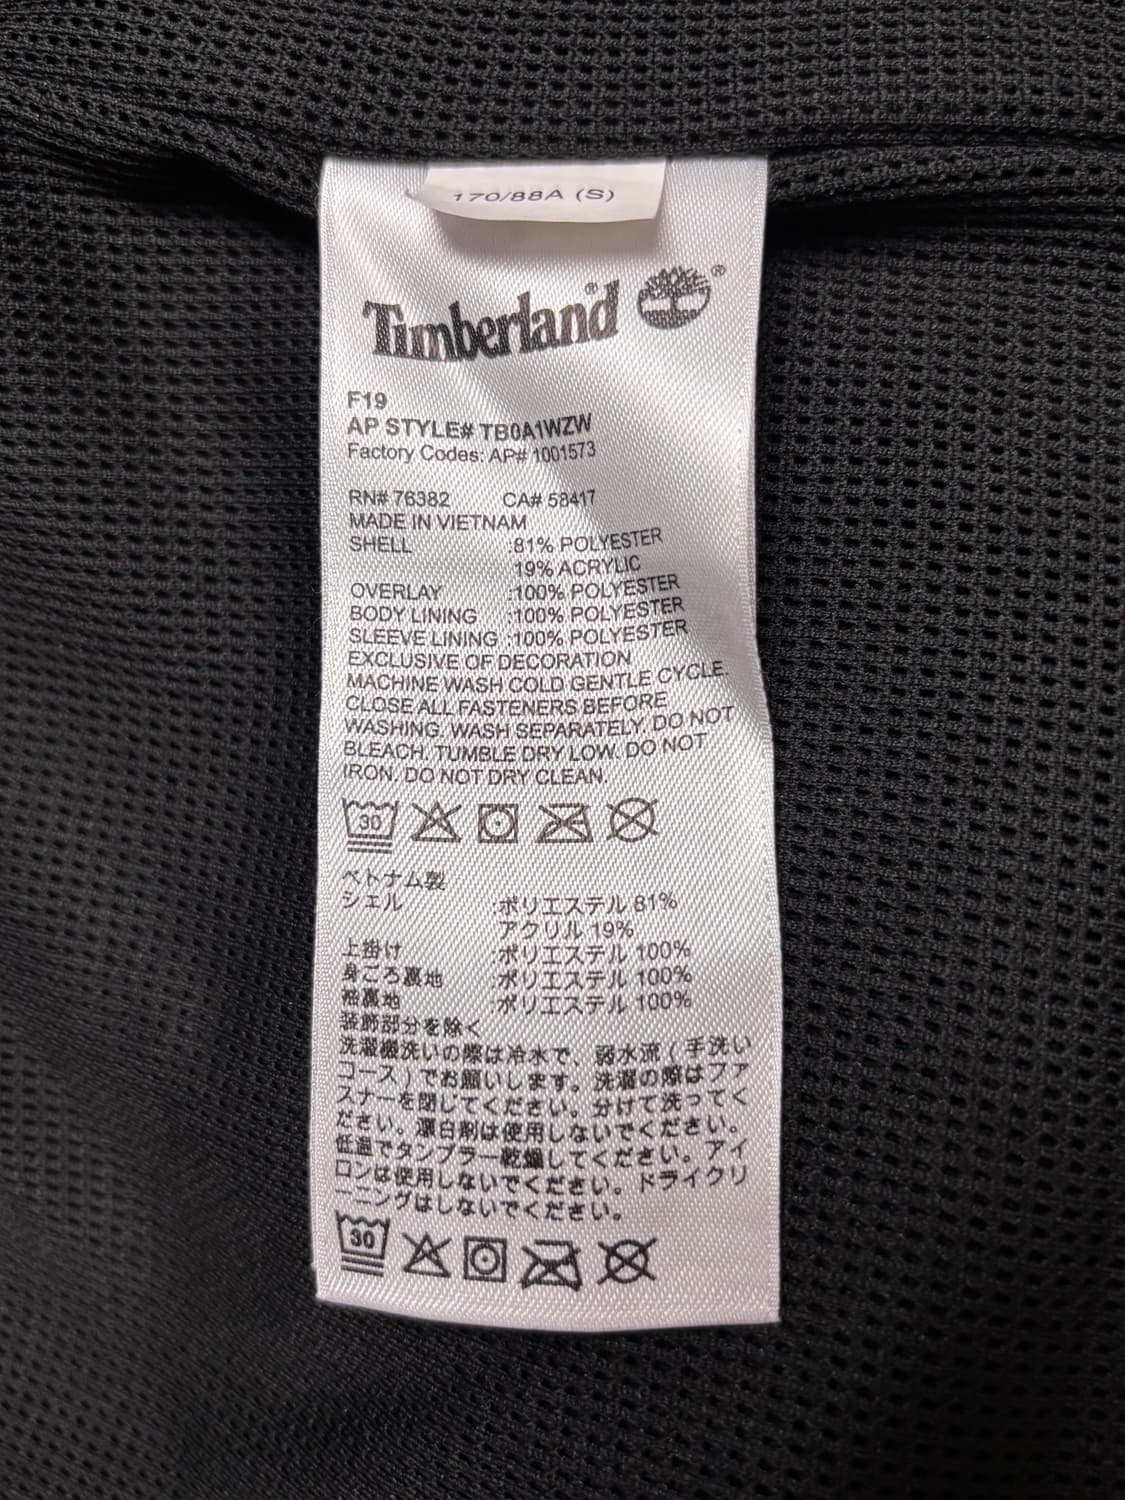 170/88A (S)
Timberland®
F19
AP STYLE# TB0A1WZW
Factory Codes: AP# 1001573
RN# 76382 CA# 58417
MADE IN VIETNAM
SHELL :81% POLYESTER
19% ACRYLIC
OVERLAY :100% POLYESTER
BODY LINING :100% POLYESTER
SLEEVE LINING :100% POLYESTER
EXCLUSIVE OF DECORATION
MACHINE WASH COLD GENTLE CYCLE.
CLOSE ALL FASTENERS BEFORE
WASHING. WASH SEPARATELY. DO NOT
BLEACH. TUMBLE DRY LOW. DO NOT
IRON. DO NOT DRY CLEAN.
30
ベトナム製
シェル :ポリエステル 81%
アクリル 19%
上掛け :ポリエステル 100%
身ごろ裏地 :ポリエステル 100%
袖裏地 :ポリエステル 100%
装飾部分を除く
洗濯機洗いの際は冷水で、弱水流 ( 手洗い
コース ) でお願いします。洗濯の際はファ
スナーを閉じてください。分けて洗ってく
ださい。漂白剤は使用しないでください。
低温でタンブラー乾燥してください。アイ
ロンは使用しないでください。ドライクリ
ーニングはしないでください。
30